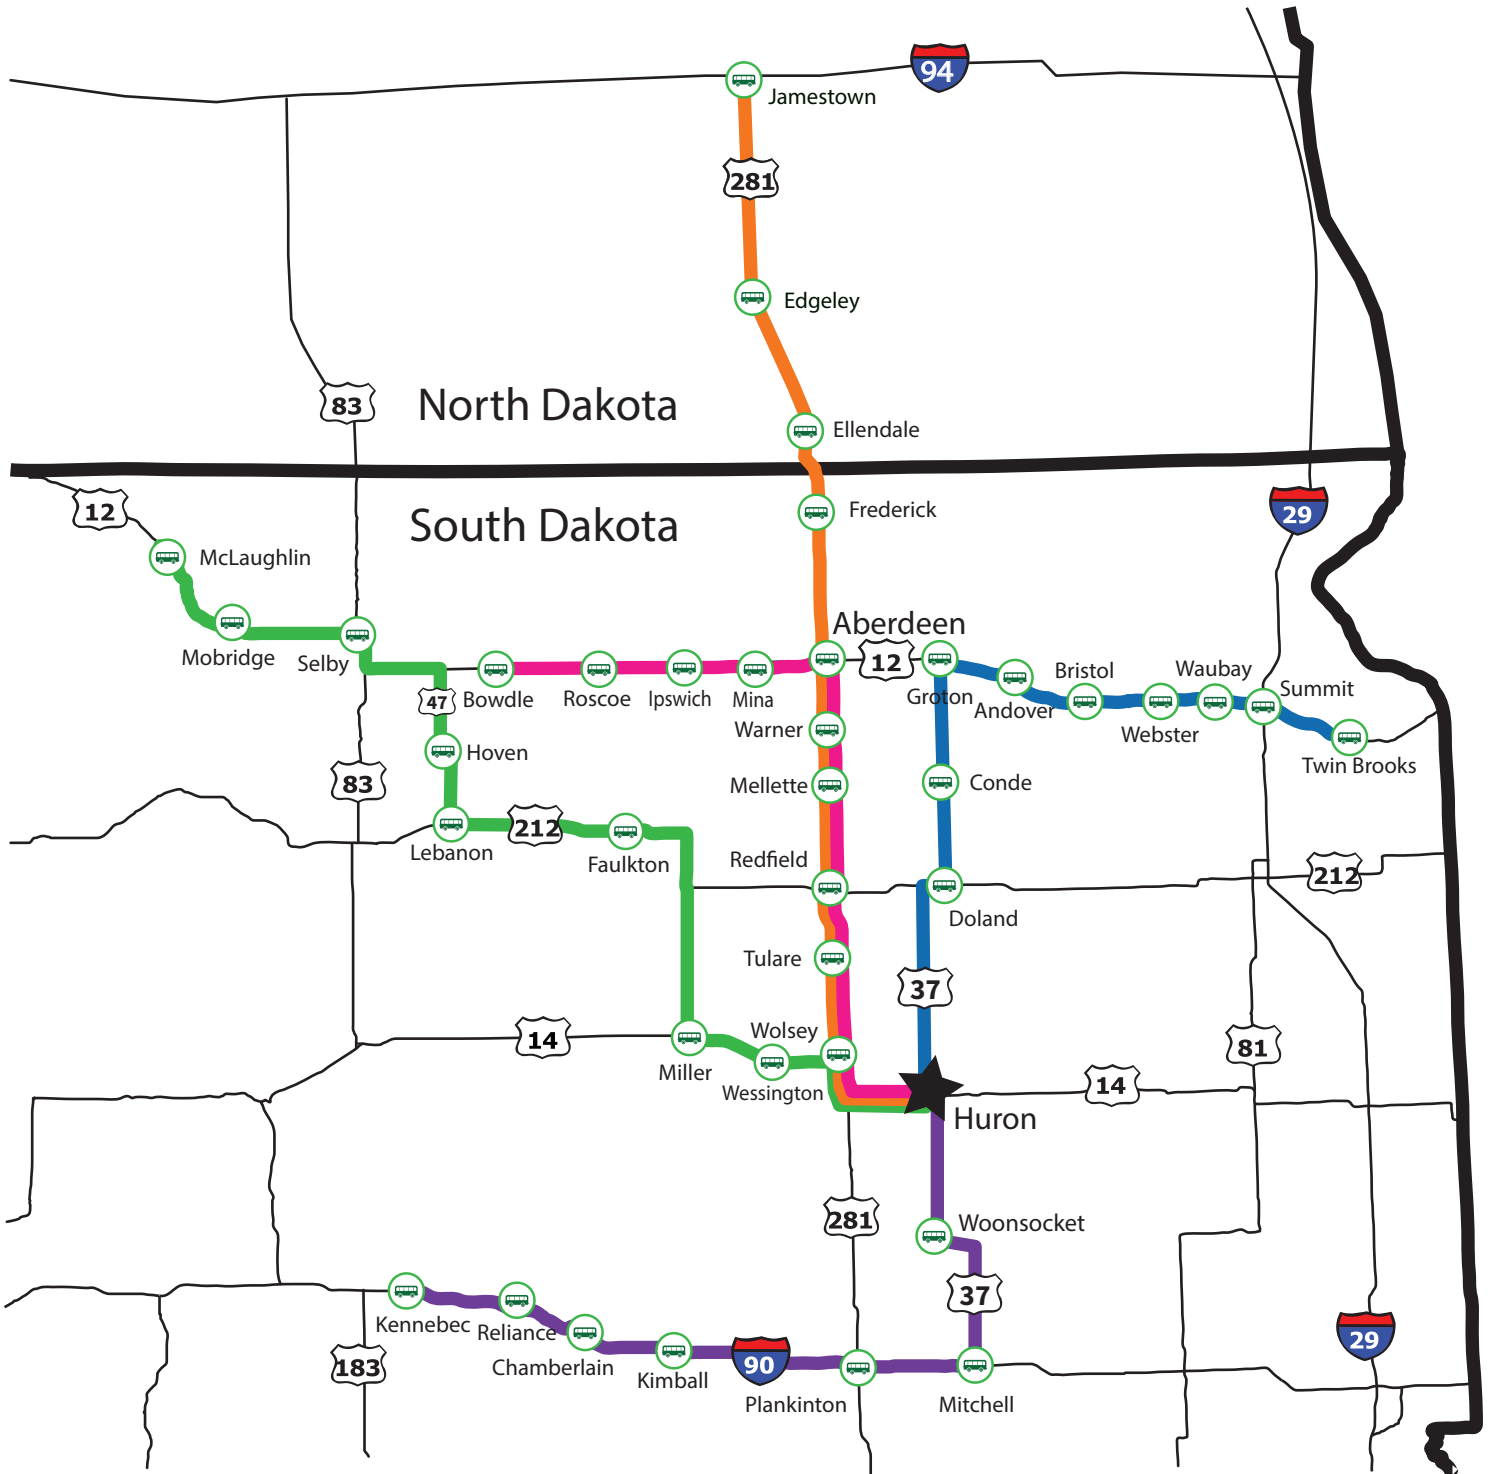 94
Jamestown
281
Edgeley
83
North Dakota
Ellendale
12
South Dakota
Frederick
29
McLaughlin
Aberdeen
Mobridge
Selby
12
Bristol
Waubay
Summit
47
Bowdle
Roscoe
Ipswich
Mina
Groton
Andover
Warner
Webster
Hoven
Twin Brooks
83
Mellette
Conde
212
Lebanon
Faulkton
Redfield
212
Doland
Tulare
37
14
Wolsey
81
Miller
Wessington
14
Huron
281
Woonsocket
37
Kennebec
Reliance
Chamberlain
183
Kimball
90
29
Plankinton
Mitchell